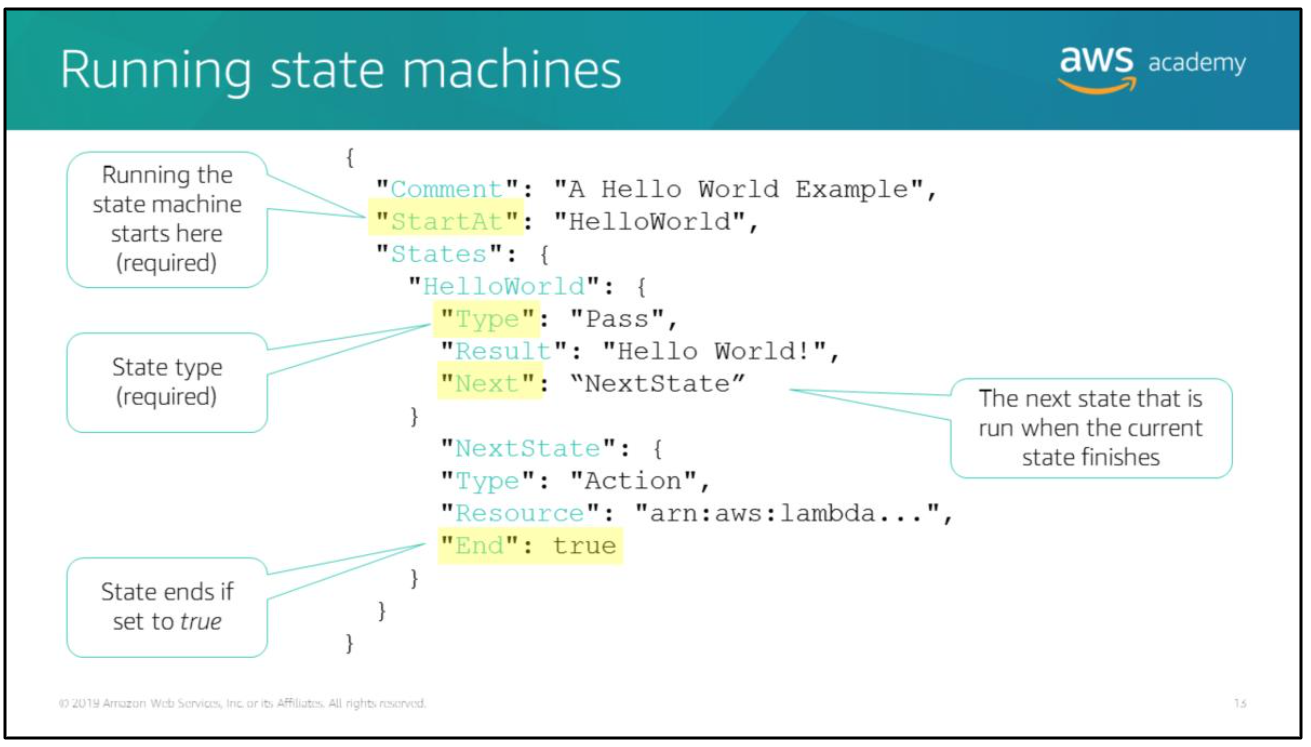 Running state machines
aws academy
Running the
state machine
starts here
(required)
State type
(required)
State ends if
set to true
{
"Comment": "A Hello World Example",
"StartAt": "HelloWorld",
"States": {
"HelloWorld": {
"Type": "Pass",
"Result": "Hello World!",
"Next": “NextState”
}
"NextState": {
"Type": "Action",
"Resource": "arn:aws:lambda...",
"End": true
}
}
}
The next state that is
run when the current
state finishes
© 2019 Amazon Web Services, Inc. or its Affiliates. All rights reserved.
13